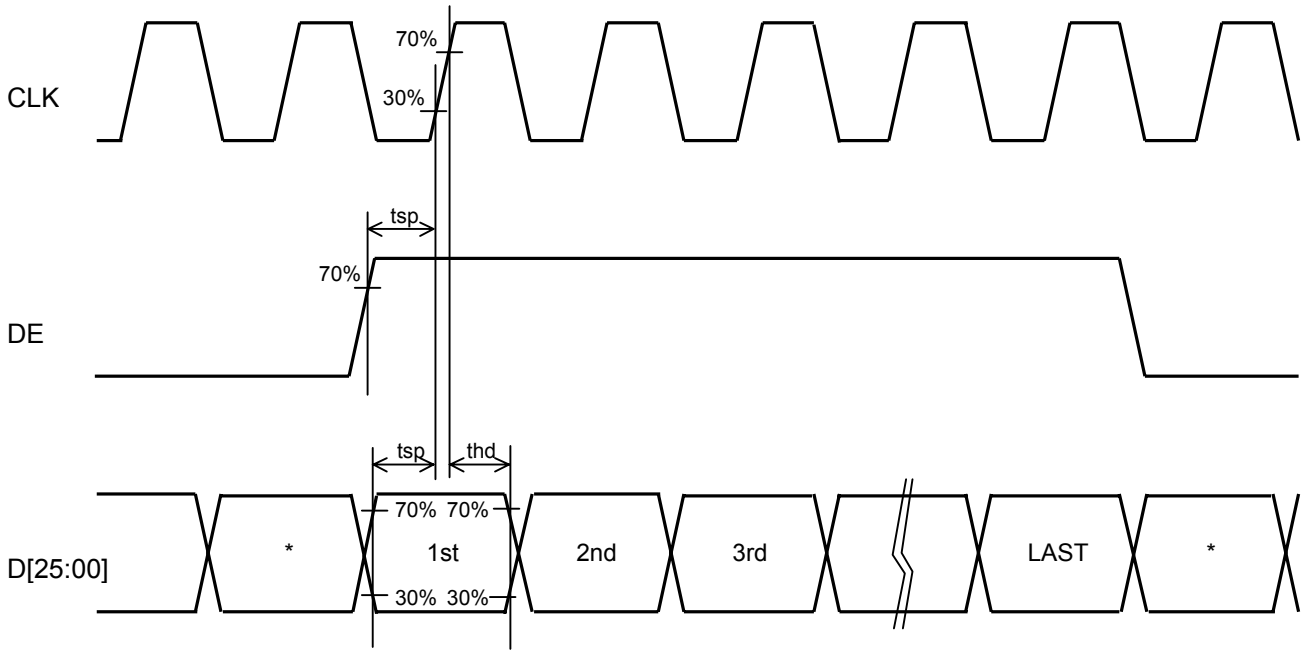 70%
CLK
30%
tsp
70%
DE
tsp thd
70% 70%
* 1st 2nd 3rd LAST *
D[25:00]
30% 30%